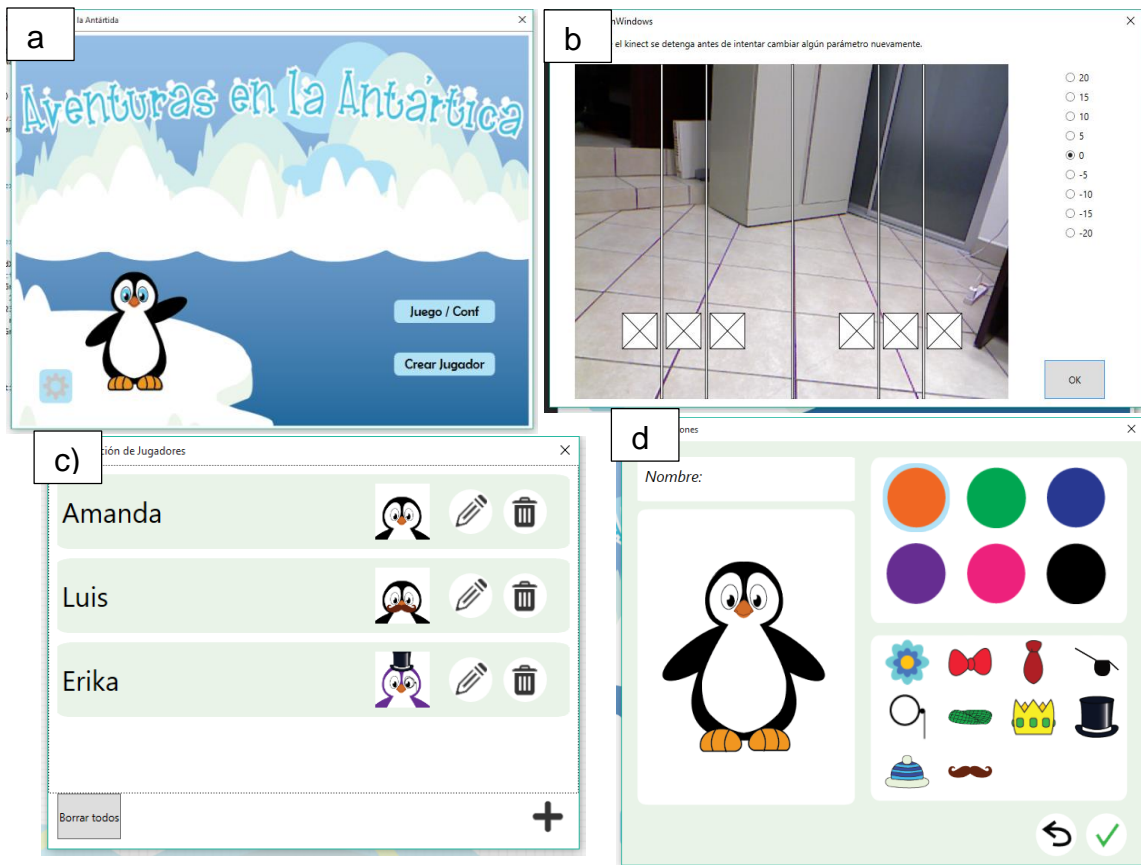 a
la Antártida
Aventuras en la Antártica
Juego / Conf
Crear Jugador
b
nWindows
el kinect se detenga antes de intentar cambiar algún parámetro nuevamente.
20
15
10
5
0
-5
-10
-15
-20
OK
c)
ción de Jugadores
Amanda
Luis
Erika
Borrar todos
d
ones
Nombre: